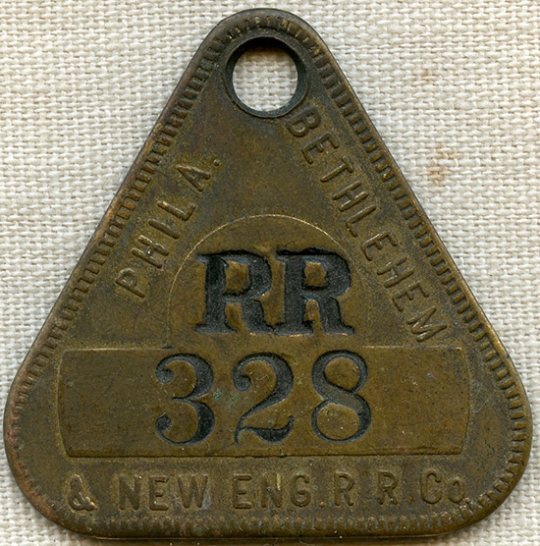 PHILA.
BETHLEHEM
RR
328
& NEW ENG. R R Co